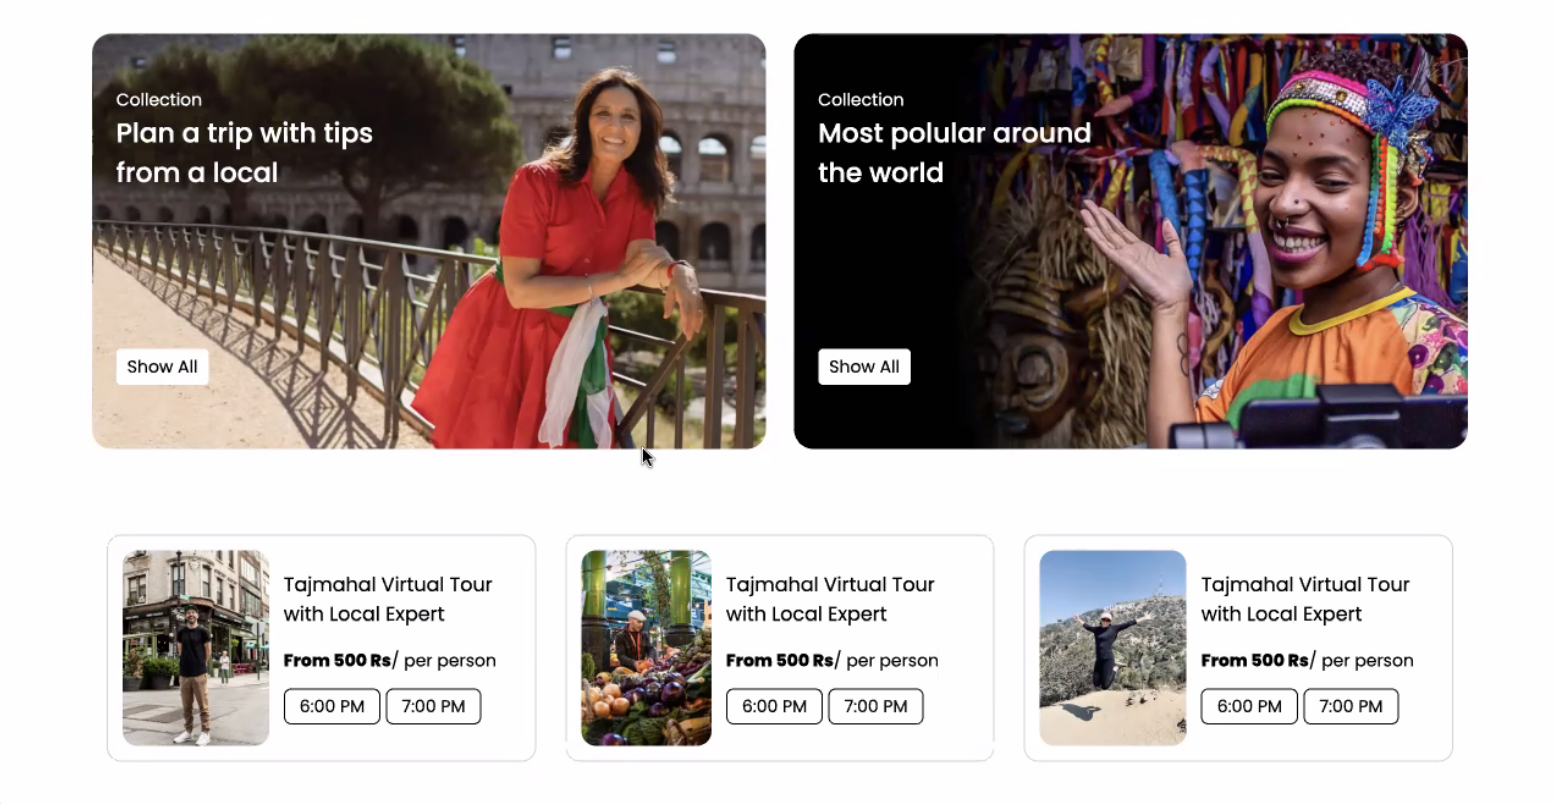 Collection
Plan a trip with tips
from a local
Show All
Collection
Most polular around
the world
Show All
Tajmahal Virtual Tour
with Local Expert
From 500 Rs/ per person
6:00 PM 7:00 PM
Tajmahal Virtual Tour
with Local Expert
From 500 Rs/ per person
6:00 PM 7:00 PM
Tajmahal Virtual Tour
with Local Expert
From 500 Rs/ per person
6:00 PM 7:00 PM